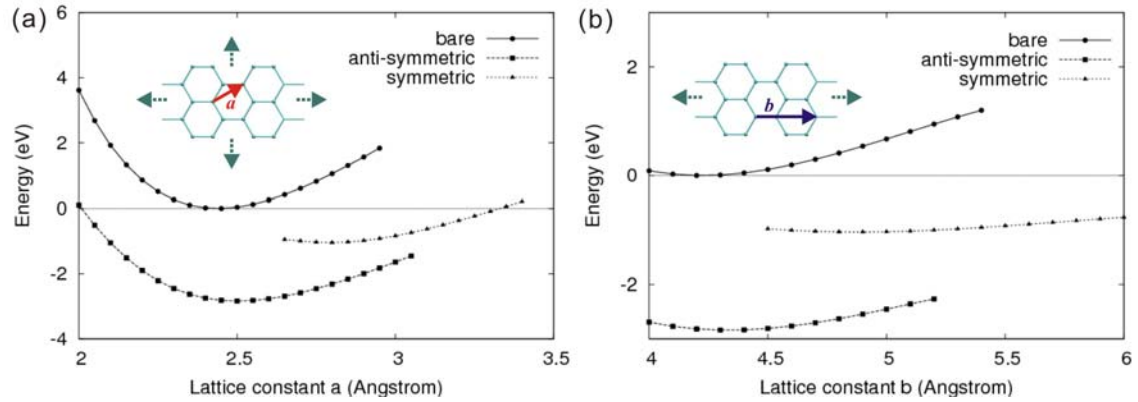 (a)
6
4
2
0
-2
-4
Energy (eV)
bare
anti-symmetric
symmetric
a
2
2.5
3
3.5
Lattice constant a (Angstrom)
(b)
2
0
-2
Energy (eV)
bare
anti-symmetric
symmetric
b
4
4.5
5
5.5
6
Lattice constant b (Angstrom)